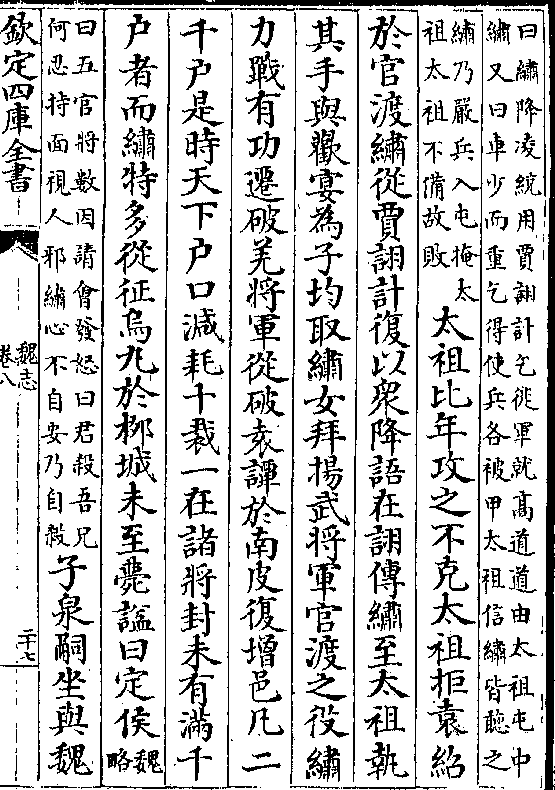 曰繡降凌統用賈詡計乞徙軍就髙道道由太祖屯中
繡又曰車少而重乞得使兵各被甲太祖信繡皆聽之
繡乃嚴兵入屯掩太
祖太祖不備故敗
太祖比年攻之不克太祖拒袁紹
於官渡繡從賈詡計復以衆降語在詡傳繡至太祖執
其手與歡宴為子均取繡女拜揚武將軍官渡之役繡
力戰有功遷破羌將軍從破袁譚於南皮復增邑凡二
千户是時天下户口減耗十裁一在諸將封未有滿千
户者而繡特多從征烏九於栁城未至薨諡曰定侯魏略
曰五官將數因請會發怒曰君殺吾兄
何忍持面視人邪繡心不自安乃自殺
子泉嗣坐與魏
欽定四庫全書
魏志
卷八
二十七